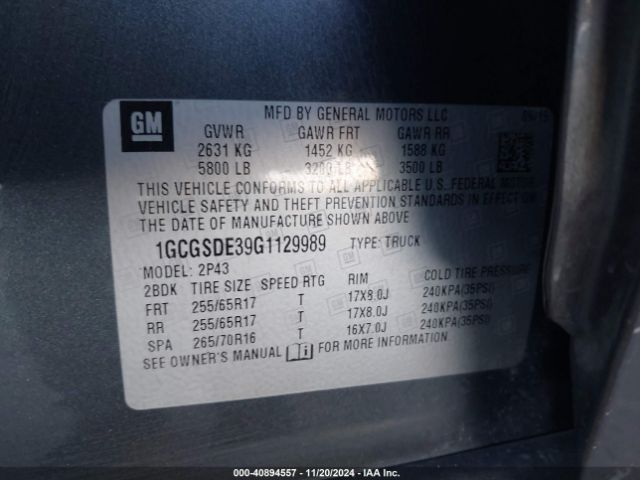 GM
MFD BY GENERAL MOTORS LLC 09/15
GVWR GAWR FRT GAWR RR
2631 KG 1452 KG 1588 KG
5800 LB 3200 LB 3500 LB
THIS VEHICLE CONFORMS TO ALL APPLICABLE U.S. FEDERAL MOTOR
VEHICLE SAFETY AND THEFT PREVENTION STANDARDS IN EFFECT ON
THE DATE OF MANUFACTURE SHOWN ABOVE
1GCGSDE39G1129989 TYPE: TRUCK
MODEL: 2P43
2BDK TIRE SIZE SPEED RTG RIM COLD TIRE PRESSURE
FRT 255/65R17 T 17X8.0J 240KPA(35PSI)
RR 255/65R17 T 17X8.0J 240KPA(35PSI)
SPA 265/70R16 T 16X7.0J 240KPA(35PSI)
SEE OWNER'S MANUAL FOR MORE INFORMATION
000-40894557 - 11/20/2024 - IAA Inc.